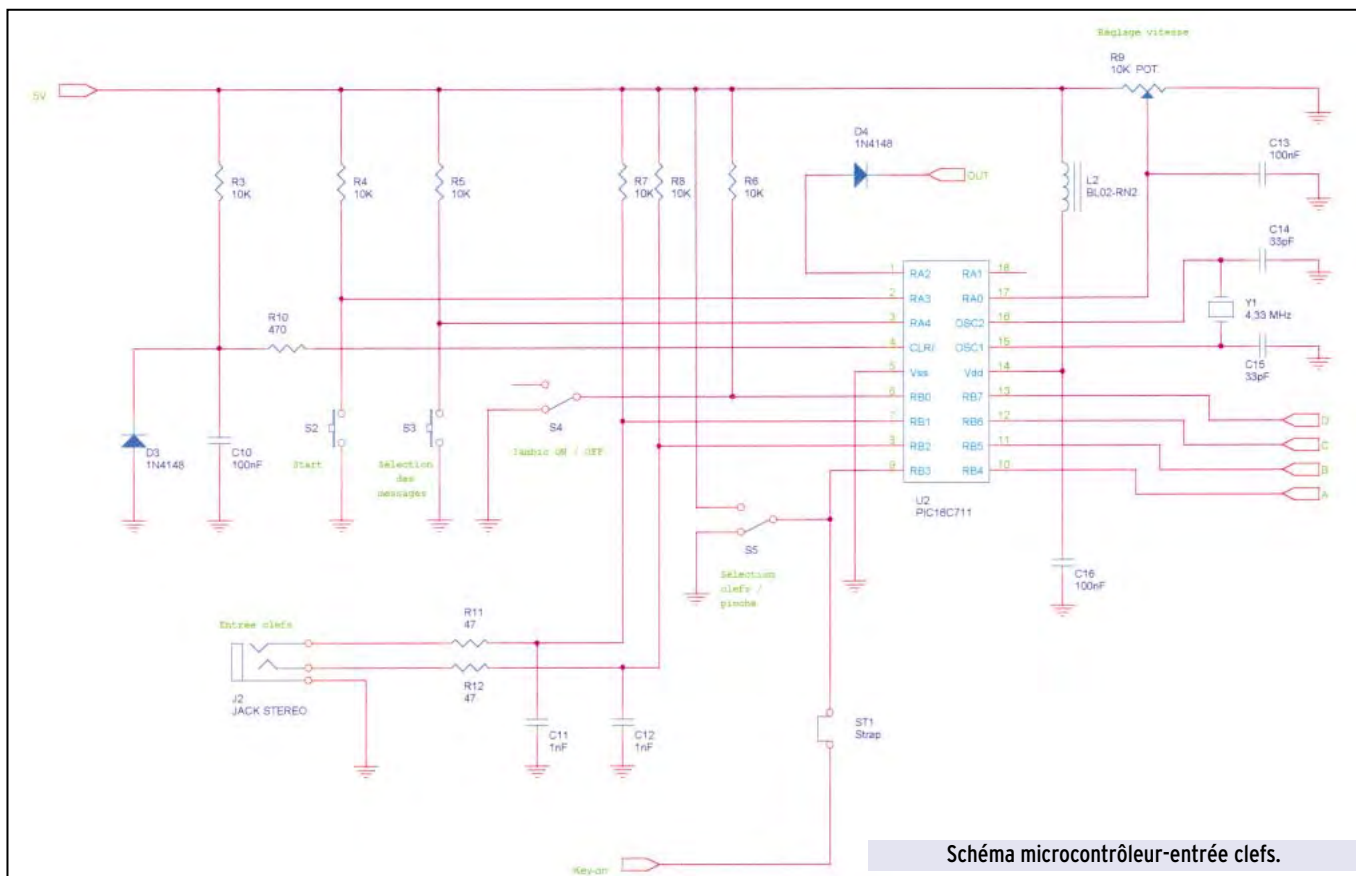 Réglage vitesse
R9
10K POT.
5V
D4
1N4148
OUT
C13
100nF
R3
10K
R4
10K
R5
10K
R7
10K
R8
10K
R6
10K
L2
BL02-RN2
C14
33pF
Y1
4,33 MHz
C15
33pF
1
RA2
RA1
18
2
RA3
RA0
17
3
RA4
OSC2
16
4
CLR/
OSC1
15
5
Vss
Vdd
14
6
RB0
RB7
13
7
RB1
RB6
12
8
RB2
RB5
11
9
RB3
RB4
10
U2
PIC16C711
D
C
B
A
R10
470
D3
1N4148
C10
100nF
S2
Start
S3
Sélection
des
messages
S4
Iambic ON / OFF
S5
Sélection
clefs /
pioche
C16
100nF
Entrée clefs
R11
47
R12
47
J2
JACK STEREO
C11
1nF
C12
1nF
ST1
Strap
Key-on
Schéma microcontrôleur-entrée clefs.